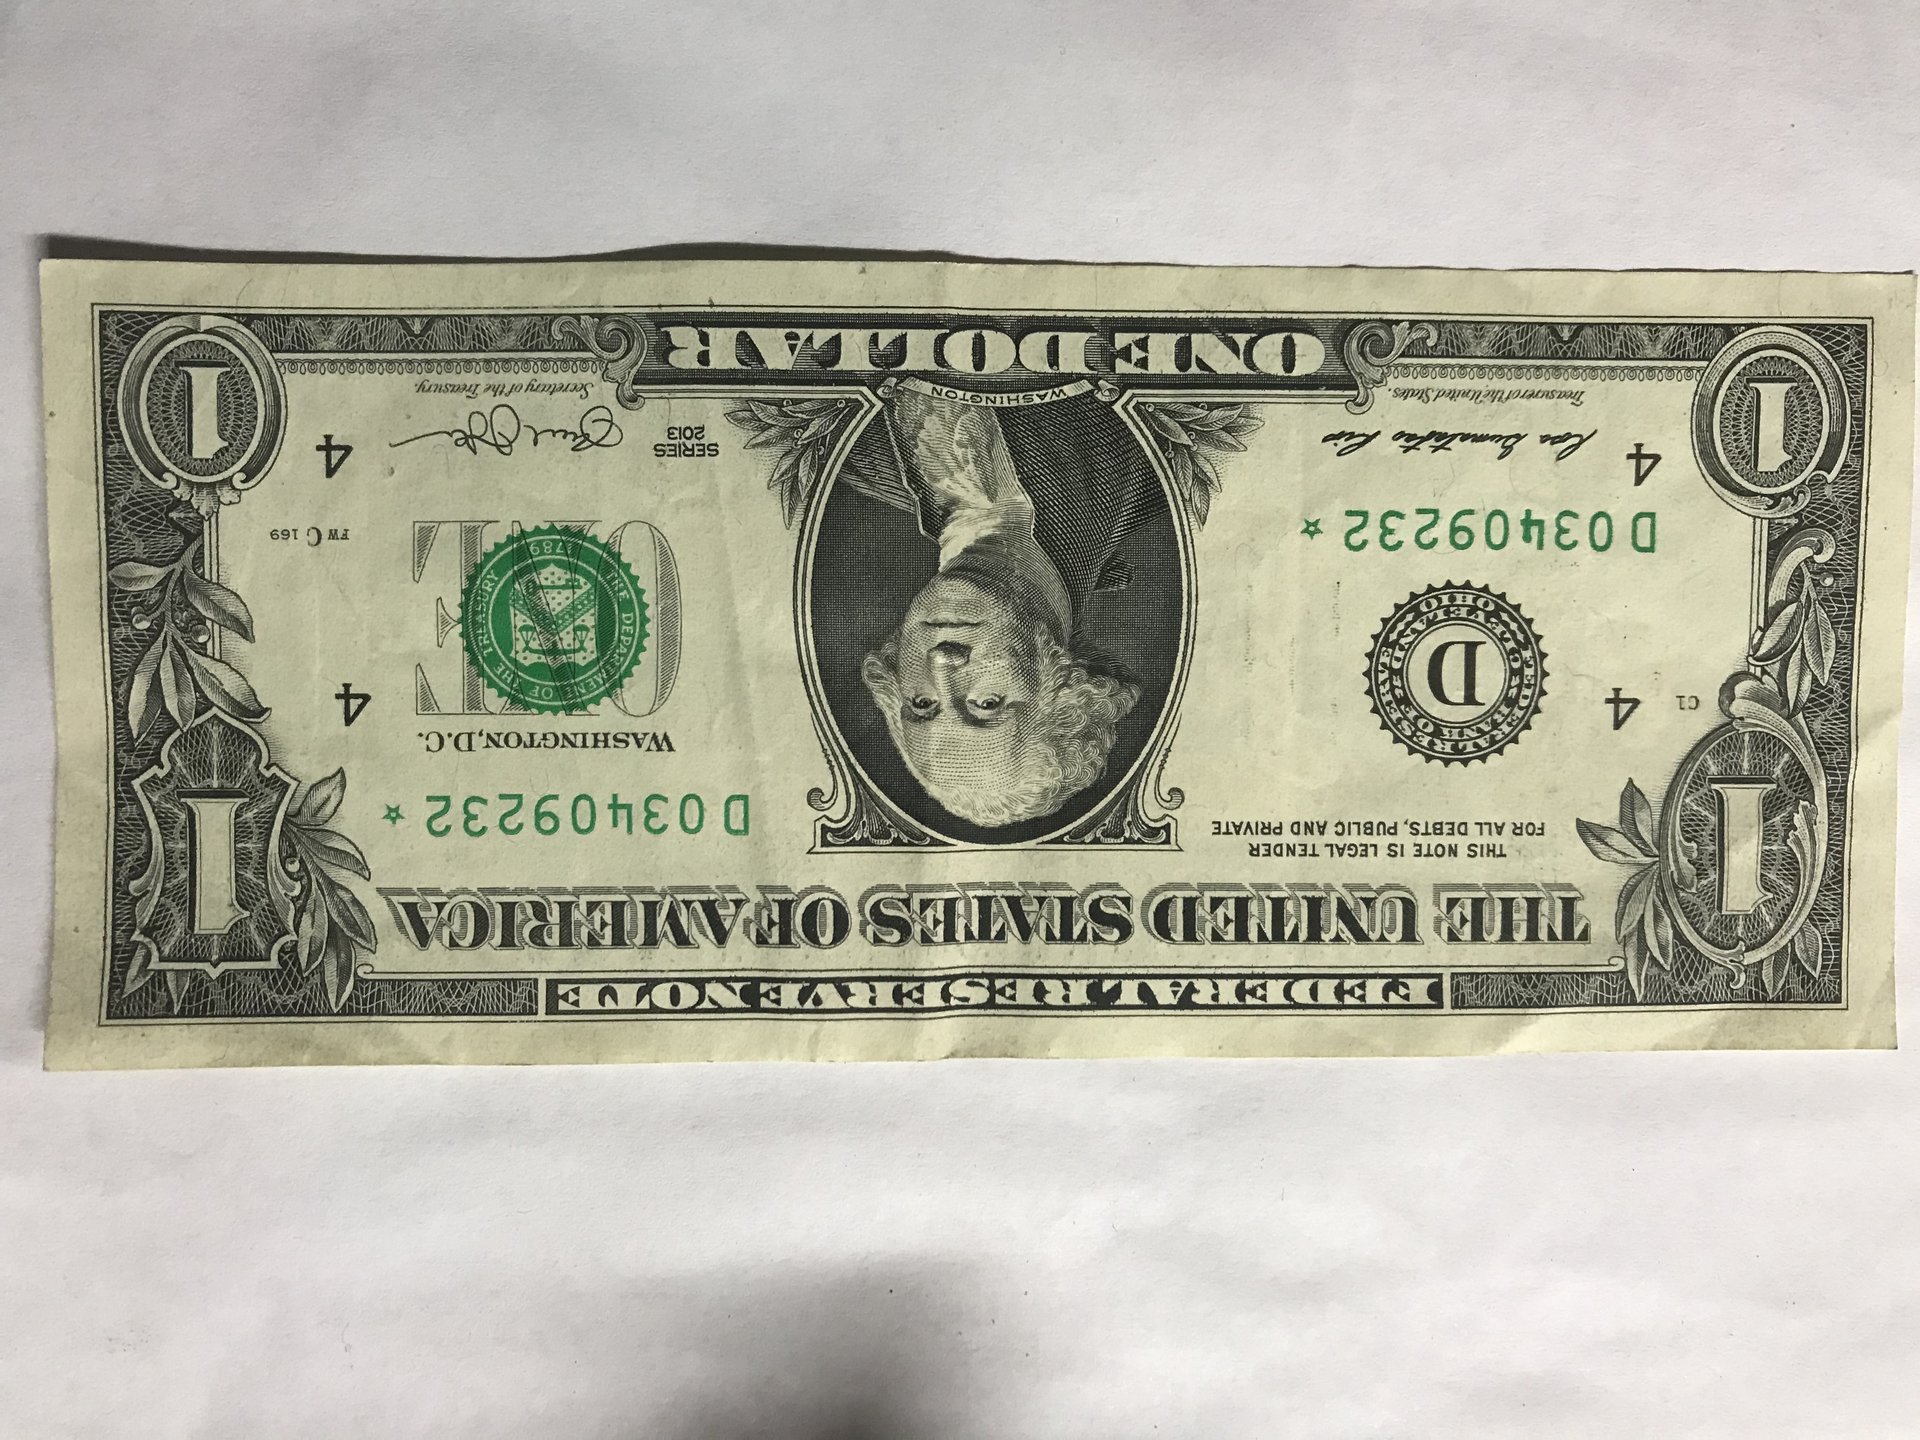 FEDERAL RESERVE NOTE
THE UNITED STATES OF AMERICA
1
1
THIS NOTE IS LEGAL TENDER
FOR ALL DEBTS, PUBLIC AND PRIVATE
D 03409232 ★
C1
4
WASHINGTON, D.C.
4
D
ONE
THE DEPARTMENT OF THE TREASURY
1789
D 03409232 ★
FW C 169
4
4
SERIES
2013
Treasurer of the United States.
Secretary of the Treasury.
WASHINGTON
1
1
ONE DOLLAR